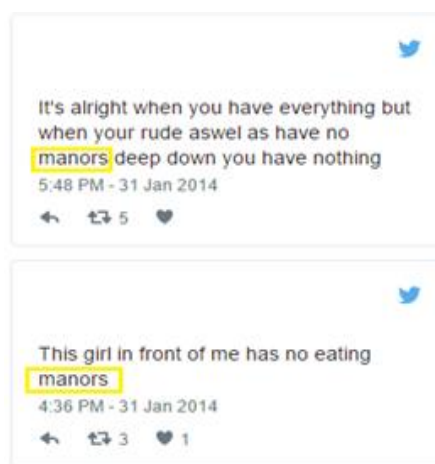 It's alright when you have everything but
when your rude aswel as have no
manors deep down you have nothing
5:48 PM - 31 Jan 2014
5
This girl in front of me has no eating
manors
4:36 PM - 31 Jan 2014
3 1